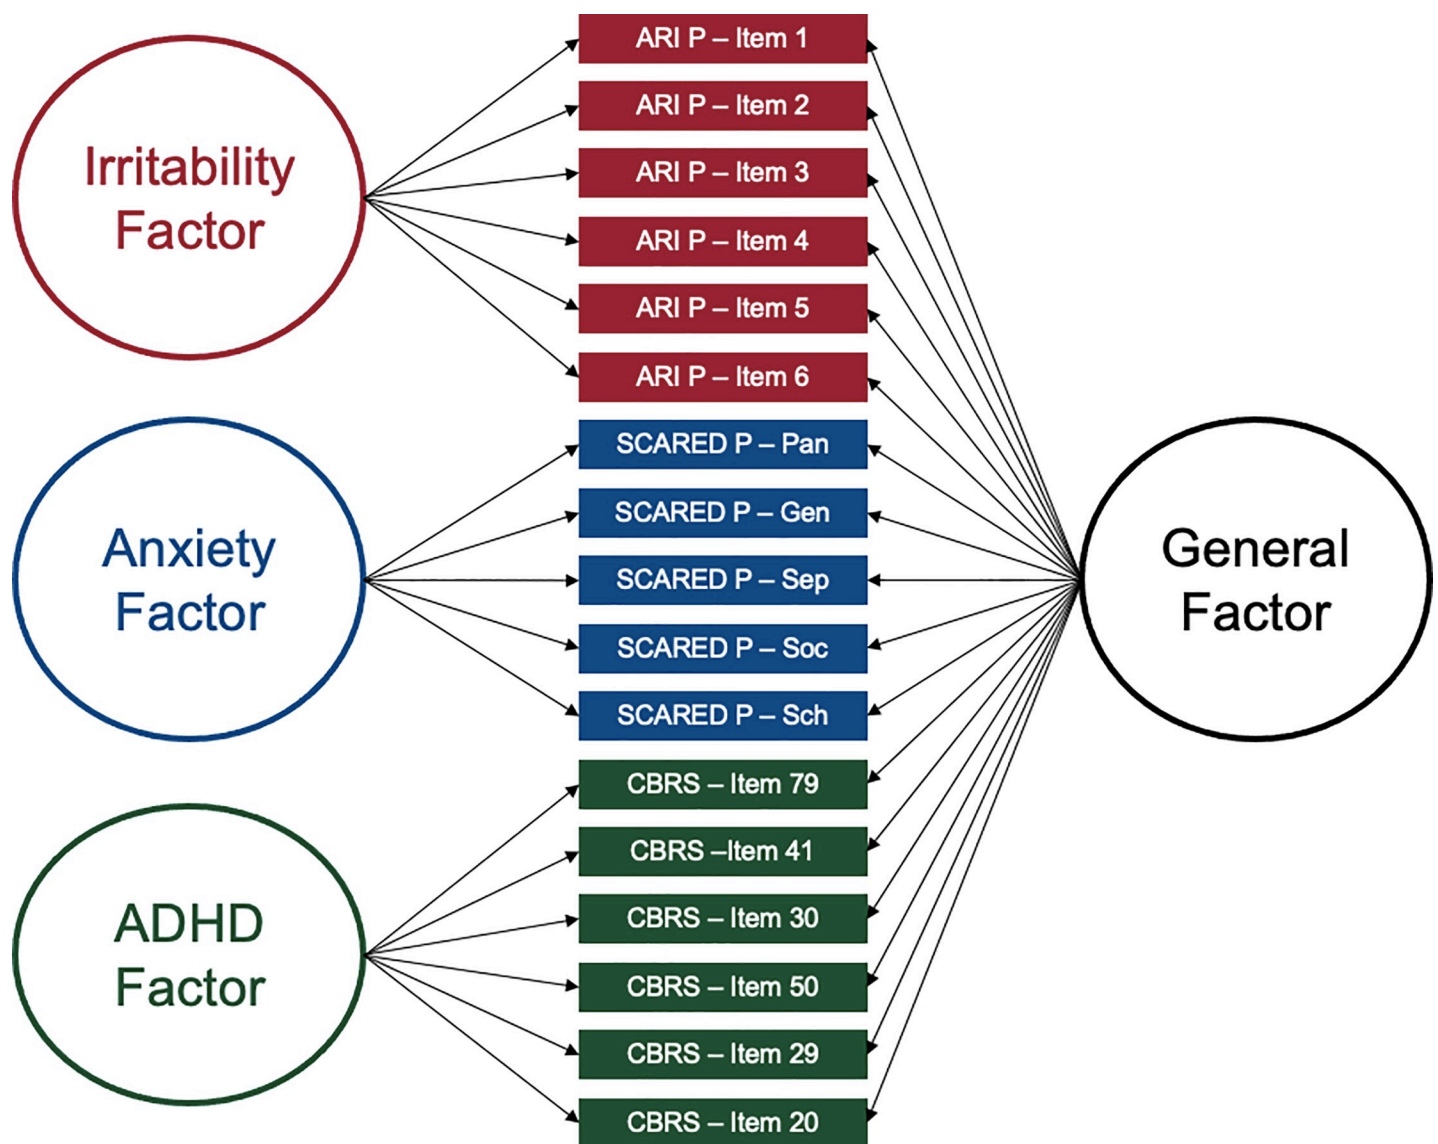 Irritability
Factor
Anxiety
Factor
ADHD
Factor
ARI P – Item 1
ARI P – Item 2
ARI P – Item 3
ARI P – Item 4
ARI P – Item 5
ARI P – Item 6
SCARED P – Pan
SCARED P – Gen
SCARED P – Sep
SCARED P – Soc
SCARED P – Sch
CBRS – Item 79
CBRS –Item 41
CBRS – Item 30
CBRS – Item 50
CBRS – Item 29
CBRS – Item 20
General
Factor